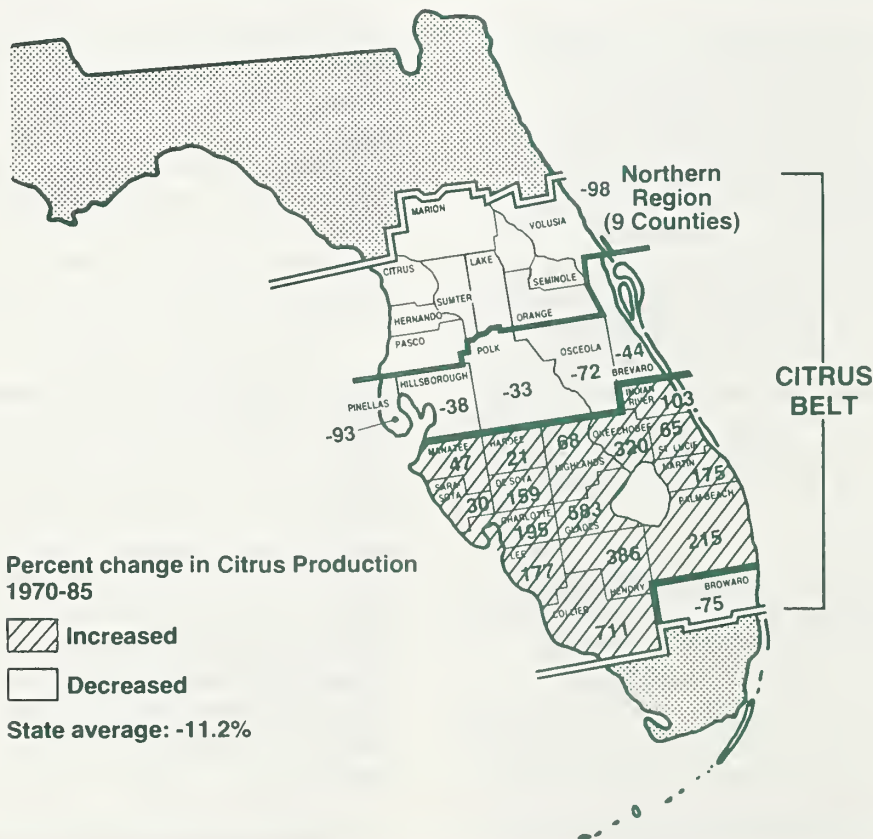 -98
Northern
Region
(9 Counties)
MARION
VOLUSIA
CITRUS
LAKE
SEMINOLE
SUMTER
HERNANDO
ORANGE
PASCO
POLK
OSCEOLA
-44
-72
BREVARD
HILLSBOROUGH
-33
PINELLAS
-38
-93
CITRUS
BELT
INDIAN
RIVER
103
MANATEE
HARDEE
68
OKEECHOBEE
65
47
21
HIGHLANDS
320
ST. LUCIE
MARTIN
SARA-
SOTA
DE SOTA
175
30
159
583
PALM BEACH
CHARLOTTE
GLADES
195
215
LEE
386
177
HENDRY
BROWARD
-75
COLLIER
711
Percent change in Citrus Production
1970-85
Increased
Decreased
State average: -11.2%